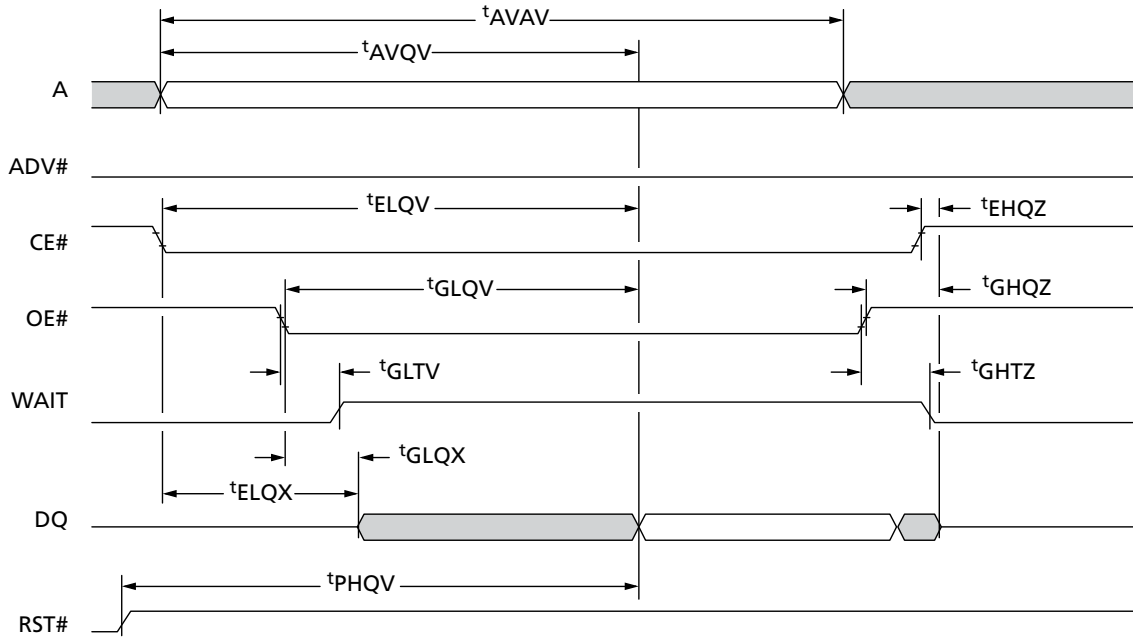 tAVAV
tAVQV
A
ADV#
tELQV
tEHQZ
CE#
tGLQV
tGHQZ
OE#
tGLTV
tGHTZ
WAIT
tGLQX
tELQX
DQ
tPHQV
RST#